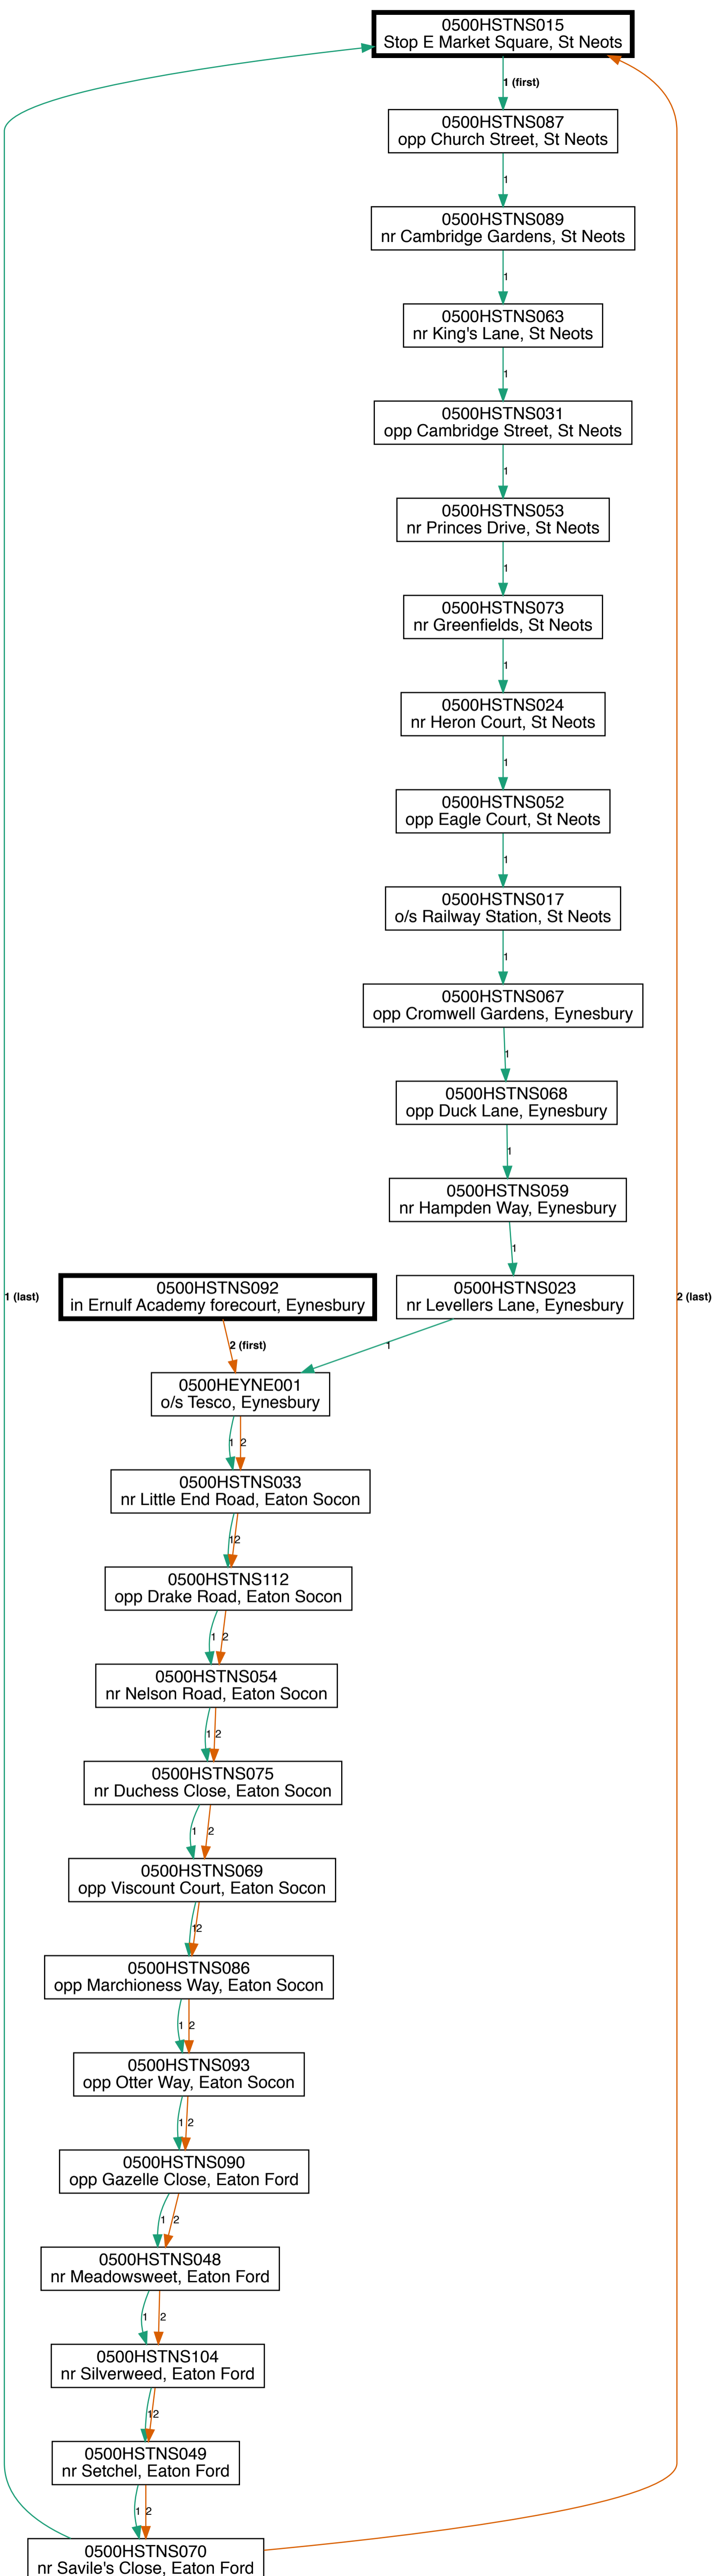 0500HSTNS015
Stop E Market Square, St Neots
1 (first)
0500HSTNS087
opp Church Street, St Neots
1
0500HSTNS089
nr Cambridge Gardens, St Neots
1
0500HSTNS063
nr King's Lane, St Neots
1
0500HSTNS031
opp Cambridge Street, St Neots
1
0500HSTNS053
nr Princes Drive, St Neots
1
0500HSTNS073
nr Greenfields, St Neots
1
0500HSTNS024
nr Heron Court, St Neots
1
0500HSTNS052
opp Eagle Court, St Neots
1
0500HSTNS017
o/s Railway Station, St Neots
1
0500HSTNS067
opp Cromwell Gardens, Eynesbury
1
0500HSTNS068
opp Duck Lane, Eynesbury
1
0500HSTNS059
nr Hampden Way, Eynesbury
1
0500HSTNS092
in Ernulf Academy forecourt, Eynesbury
0500HSTNS023
nr Levellers Lane, Eynesbury
1 (last)
2 (last)
2 (first)
1
0500HEYNE001
o/s Tesco, Eynesbury
1 2
0500HSTNS033
nr Little End Road, Eaton Socon
1 2
0500HSTNS112
opp Drake Road, Eaton Socon
1 2
0500HSTNS054
nr Nelson Road, Eaton Socon
1 2
0500HSTNS075
nr Duchess Close, Eaton Socon
1 2
0500HSTNS069
opp Viscount Court, Eaton Socon
1 2
0500HSTNS086
opp Marchioness Way, Eaton Socon
1 2
0500HSTNS093
opp Otter Way, Eaton Socon
1 2
0500HSTNS090
opp Gazelle Close, Eaton Ford
1 2
0500HSTNS048
nr Meadowsweet, Eaton Ford
1 2
0500HSTNS104
nr Silverweed, Eaton Ford
1 2
0500HSTNS049
nr Setchel, Eaton Ford
1 2
0500HSTNS070
nr Savile's Close, Eaton Ford